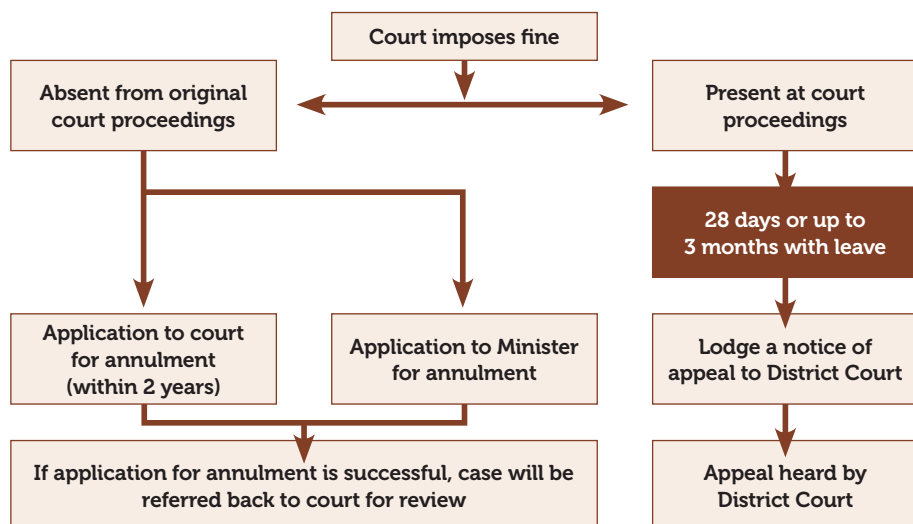 Court imposes fine
Absent from original
court proceedings
Present at court
proceedings
28 days or up to
3 months with leave
Application to court
for annulment
(within 2 years)
Application to Minister
for annulment
Lodge a notice of
appeal to District Court
If application for annulment is successful, case will be
referred back to court for review
Appeal heard by
District Court